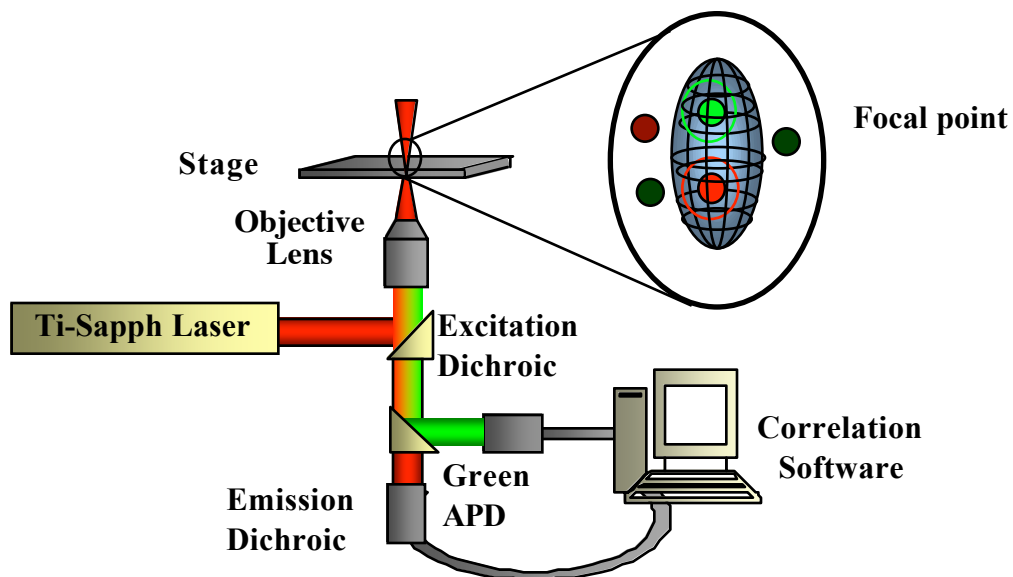 Focal point
Stage
Objective
Lens
Ti-Sapph Laser
Excitation
Dichroic
Correlation
Software
Green
APD
Emission
Dichroic